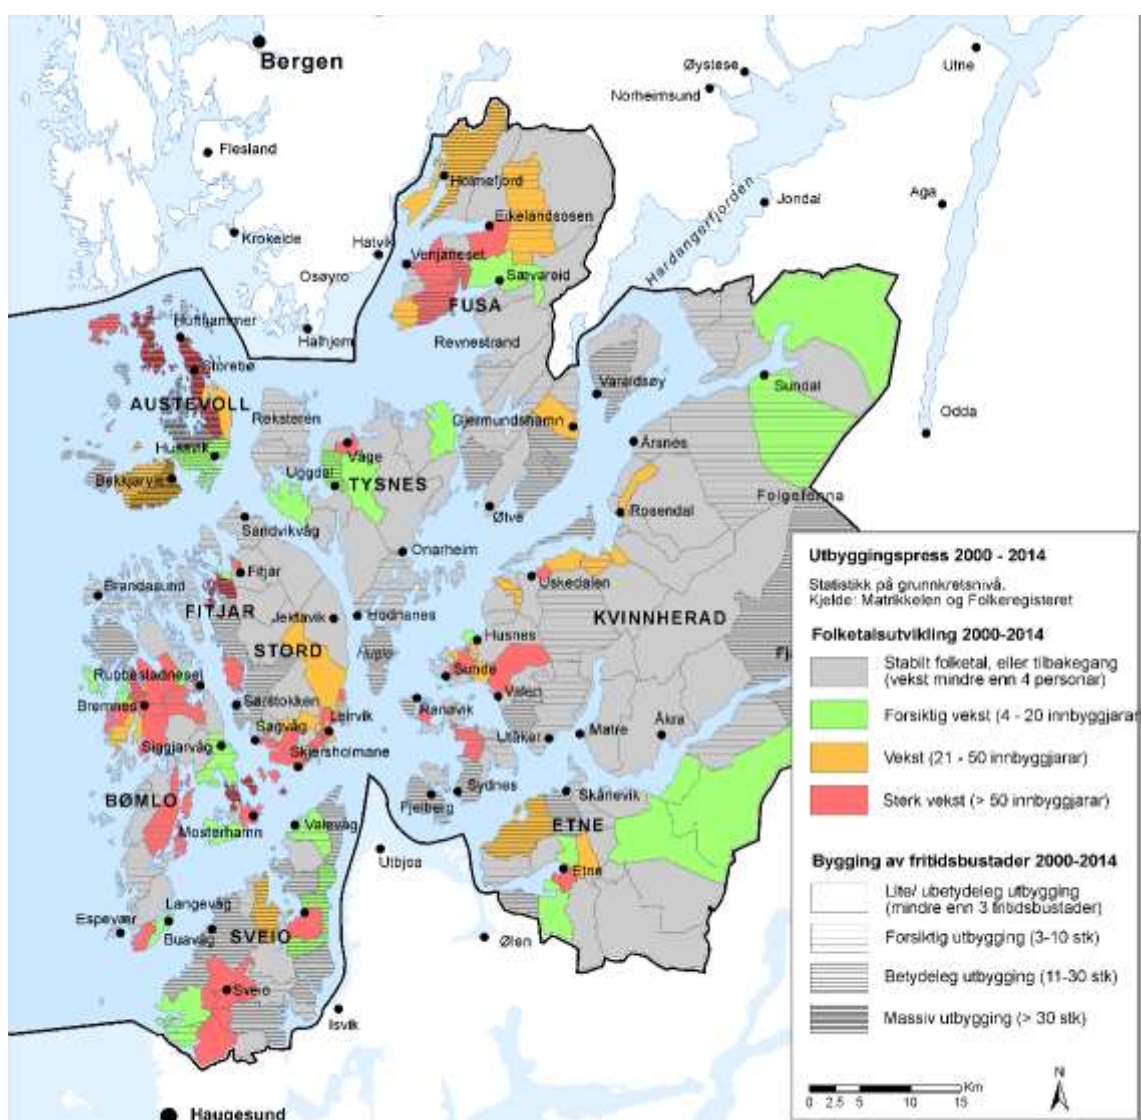 Bergen
Øystese
Utne
Norheimsund
Flesland
Holmefjord
Aga
Jondal
Hardangerfjorden
Eikelandsosen
Krokeide
Hatvik
Venjaneset
Osøyro
Sævareid
FUSA
Hufthammer
Halhjem
Revnestrand
Storebø
Varaldsøy
Sundal
AUSTEVOLL
Reksteren
Gjermundshamn
Odda
Våge
Årsnes
Husavik
Uggdal
Bekkjarvik
TYSNES
Folgefonna
Ølve
Rosendal
Sandvikvåg
Onarheim
Fitjar
Uskedalen
Brandasund
FITJAR
Jektavik
Hodnanes
KVINNHERAD
STORD
Husnes
Huglo
Fj
Rubbestadneset
Sunde
Valen
Bremnes
Sørstokken
Ranavik
Leirvik
Sagvåg
Utåker
Matre
Åkra
Siggjarvåg
Skjersholmane
BØMLO
Fjelberg
Sydnes
Skånevik
Mosterhamn
Valevåg
ETNE
Utbjoa
Etne
Langevåg
Espevær
Buavåg
SVEIO
Ølen
Sveio
Isvik
Haugesund
Utbyggingspress 2000 - 2014
Statistikk på grunnkretsnivå.
Kjelde: Matrikkelen og Folkeregisteret
Folketalsutvikling 2000-2014
Stabilt folketal, eller tilbakegang
(vekst mindre enn 4 personar)
Forsiktig vekst (4 - 20 innbyggjarar
Vekst (21 - 50 innbyggjarar)
Sterk vekst (> 50 innbyggjarar)
Bygging av fritidsbustader 2000-2014
Lite/ ubetydeleg utbygging
(mindre enn 3 fritidsbustader)
Forsiktig utbygging (3-10 stk)
Betydeleg utbygging (11-30 stk)
Massiv utbygging (> 30 stk)
N
Km
0 2.5 5 10 15